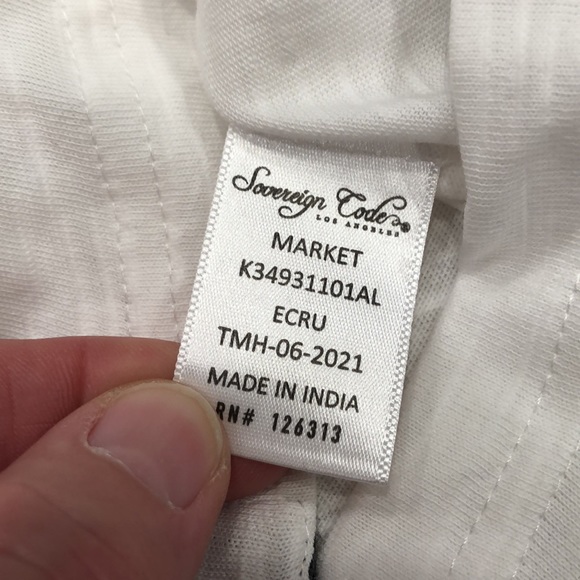 Sovereign Code®
LOS ANGELES
MARKET
K34931101AL
ECRU
TMH-06-2021
MADE IN INDIA
RN# 126313